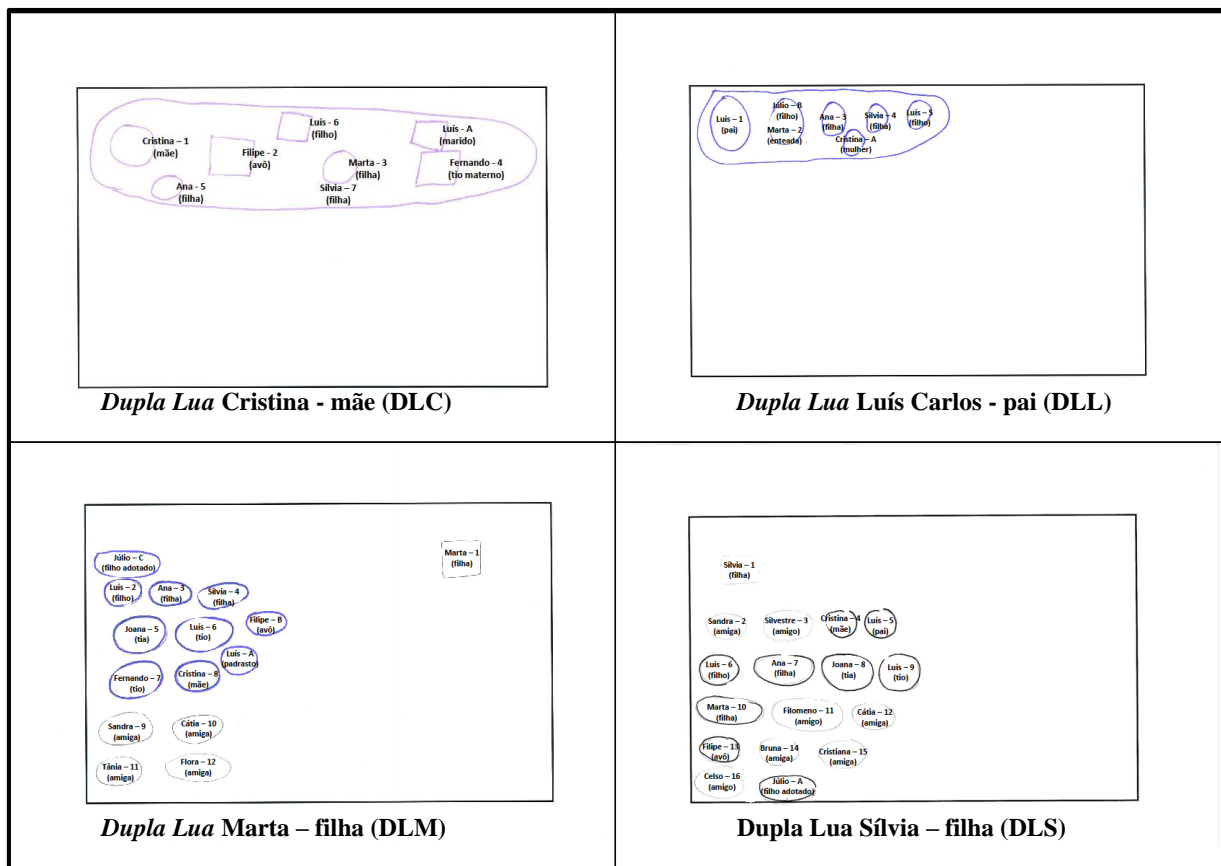 Cristina – 1
(mãe)
Luís - 6
(filho)
Luís - A
(marido)
Filipe - 2
(avô)
Marta - 3
(filha)
Fernando - 4
(tio materno)
Ana - 5
(filha)
Sílvia – 7
(filha)
Dupla Lua Cristina - mãe (DLC)
Luís – 1
(pai)
Júlio – B
(filho)
Marta – 2
(enteada)
Ana – 3
(filha)
Sílvia – 4
(filha)
Luís – 5
(filho)
Cristina – A
(mulher)
Dupla Lua Luís Carlos - pai (DLL)
Júlio – C
(filho adotado)
Marta – 1
(filha)
Luís – 2
(filho)
Ana – 3
(filha)
Sílvia – 4
(filha)
Joana – 5
(tia)
Luís – 6
(tio)
Filipe – B
(avô)
Luís – A
(padrasto)
Fernando – 7
(tio)
Cristina – 8
(mãe)
Sandra – 9
(amiga)
Cátia – 10
(amiga)
Tânia – 11
(amiga)
Flora – 12
(amiga)
Dupla Lua Marta – filha (DLM)
Sílvia – 1
(filha)
Sandra – 2
(amiga)
Silvestre – 3
(amigo)
Cristina – 4
(mãe)
Luís – 5
(pai)
Luís – 6
(filho)
Ana – 7
(filha)
Joana – 8
(tia)
Luís – 9
(tio)
Marta – 10
(filha)
Filomeno – 11
(amigo)
Cátia – 12
(amiga)
Filipe – 13
(avô)
Bruna – 14
(amiga)
Cristiana – 15
(amiga)
Celso – 16
(amigo)
Júlio – A
(filho adotado)
Dupla Lua Sílvia – filha (DLS)